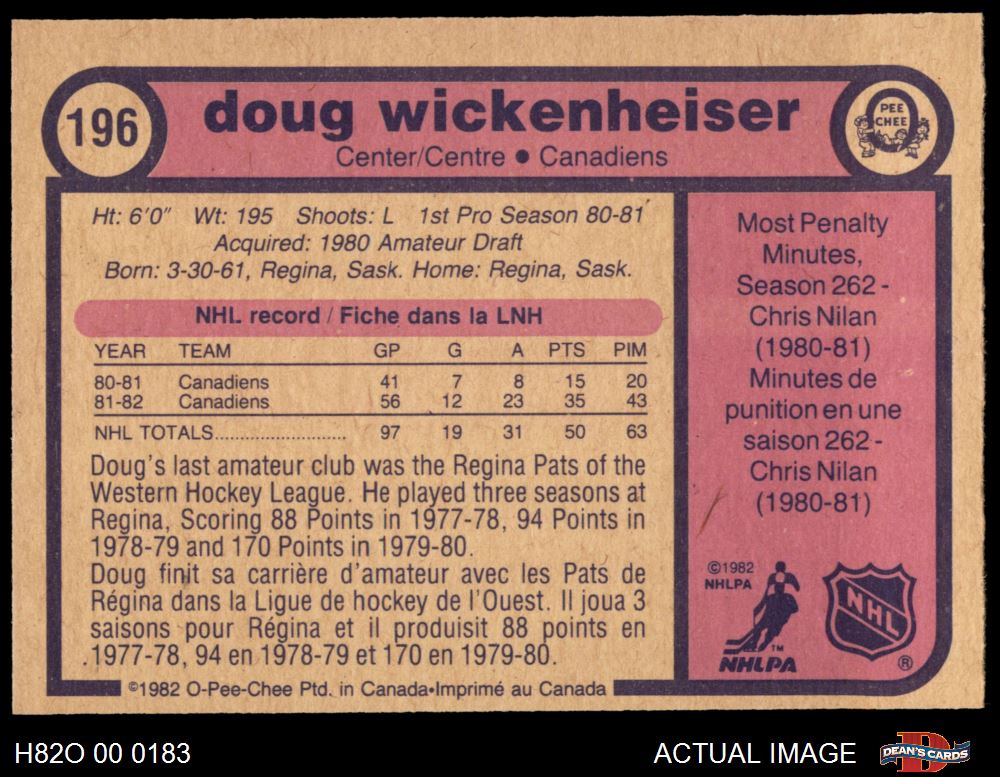 196
doug wickenheiser
Center/Centre ● Canadiens
PEE
CHEE
Ht: 6'0" Wt: 195 Shoots: L 1st Pro Season 80-81
Acquired: 1980 Amateur Draft
Born: 3-30-61, Regina, Sask. Home: Regina, Sask.
NHL record / Fiche dans la LNH
YEAR TEAM GP G A PTS PIM
80-81 Canadiens 41 7 8 15 20
81-82 Canadiens 56 12 23 35 43
NHL TOTALS.......................... 97 19 31 50 63
Doug's last amateur club was the Regina Pats of the
Western Hockey League. He played three seasons at
Regina, Scoring 88 Points in 1977-78, 94 Points in
1978-79 and 170 Points in 1979-80.
Doug finit sa carrière d'amateur avec les Pats de
Régina dans la Ligue de hockey de l'Ouest. Il joua 3
saisons pour Régina et il produisit 88 points en
1977-78, 94 en 1978-79 et 170 en 1979-80.
©1982 O-Pee-Chee Ptd. in Canada•Imprimé au Canada
Most Penalty
Minutes,
Season 262 -
Chris Nilan
(1980-81)
Minutes de
punition en une
saison 262 -
Chris Nilan
(1980-81)
©1982
NHLPA
TM
NHLPA
NHL
®
H82O 00 0183
ACTUAL IMAGE
D
DEAN'S CARDS